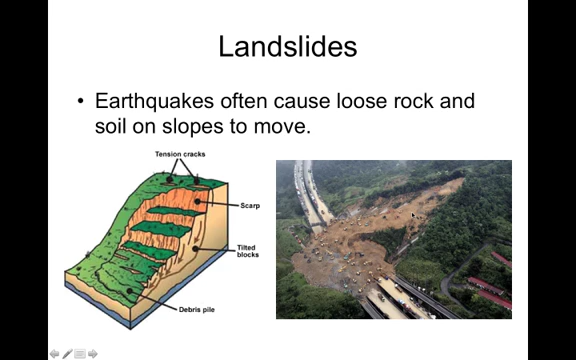 Landslides
• Earthquakes often cause loose rock and
soil on slopes to move.
Tension cracks
Scarp
Tilted
blocks
Debris pile